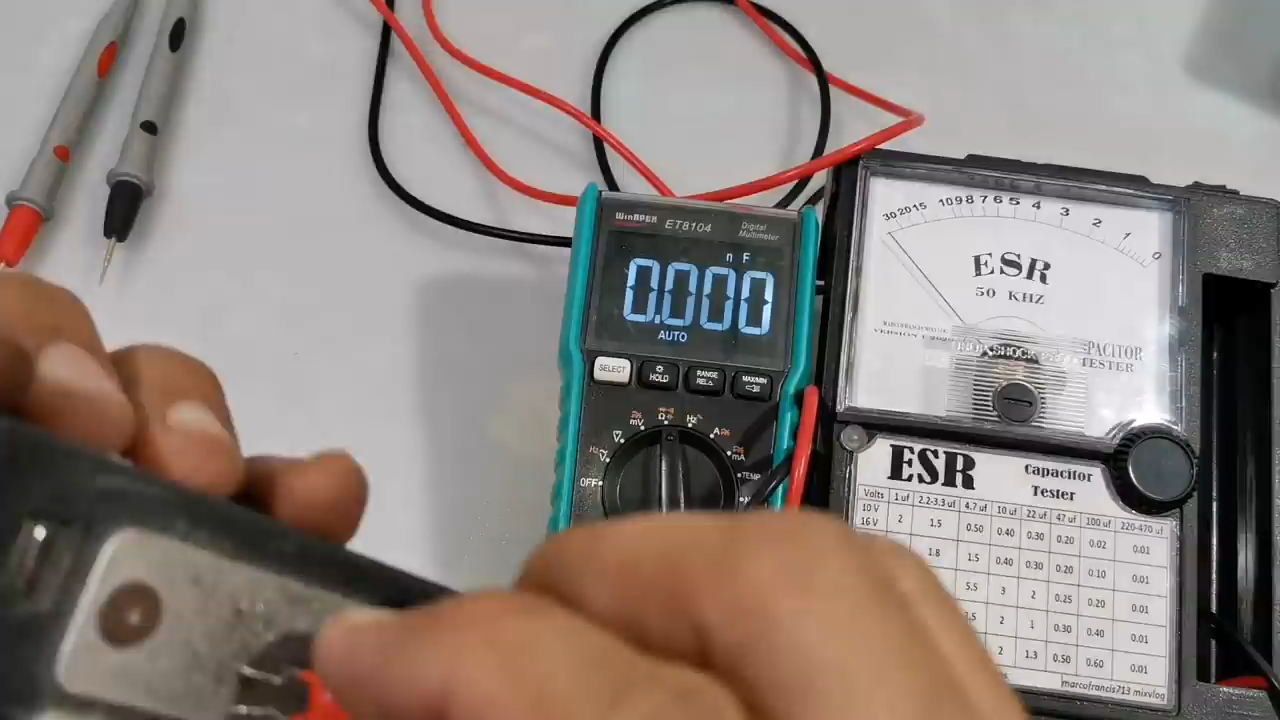 WINAPEX
ET8104
Digital
Multimeter
n F
0.000
AUTO
SELECT
HOLD
RANGE
REL△
MAX/MIN
mV
Ω
Hz
A
mA
V
Hz
V
TEMP
OFF
30 20 15 10 9 8 7 6 5 4 3 2 1 0
ESR
50 KHZ
TESTER
ESR
Capacitor
Tester
Volts 1 uf 2.2-3.3 uf 4.7 uf 10 uf 22 uf 47 uf 100 uf 220-470 uf
10 V
16 V 2 1.5 0.50 0.40 0.30 0.20 0.02 0.01
1.8 1.5 0.40 0.30 0.20 0.10 0.01
5.5 3 2 0.25 0.20 0.01
2 1 0.30 0.40 0.01
2 1.3 0.50 0.60 0.01
marcofrancis713 mixvlog